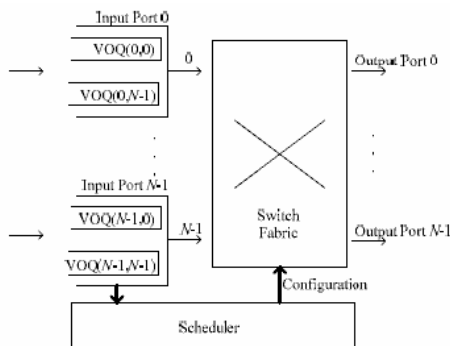 Input Port 0
VOQ(0,0)
VOQ(0,N-1)
0
Output Port 0
Input Port N-1
VOQ(N-1,0)
VOQ(N-1,N-1)
N-1
Switch
Fabric
Output Port N-1
Configuration
Scheduler